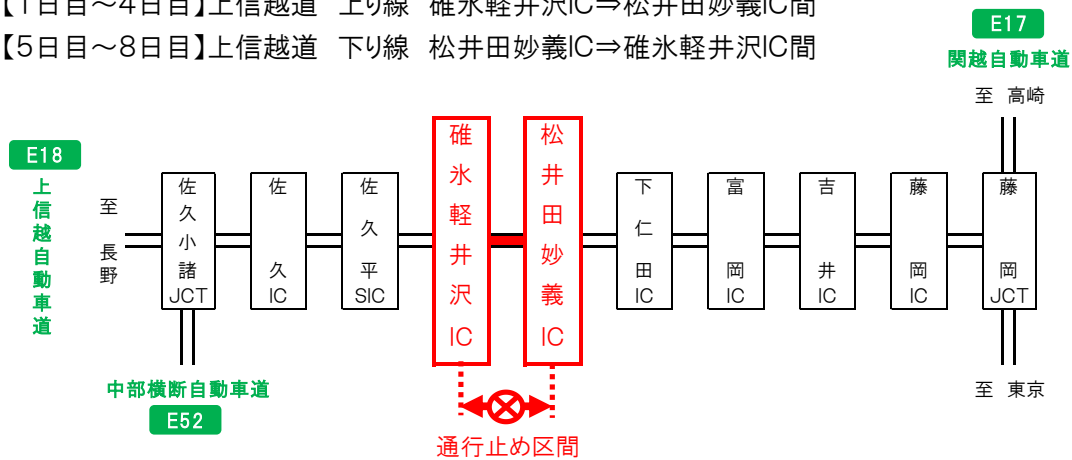 【1日目~4日目】上信越道 上り線 碓氷軽井沢IC⇒松井田妙義IC間
【5日目~8日目】上信越道 下り線 松井田妙義IC⇒碓氷軽井沢IC間
E17
関越自動車道
至 高崎
E18
上信越自動車道
至 長野
佐久小諸JCT
佐久IC
佐久平SIC
碓氷軽井沢IC
松井田妙義IC
下仁田IC
富岡IC
吉井IC
藤岡IC
藤岡JCT
中部横断自動車道
E52
至 東京
通行止め区間